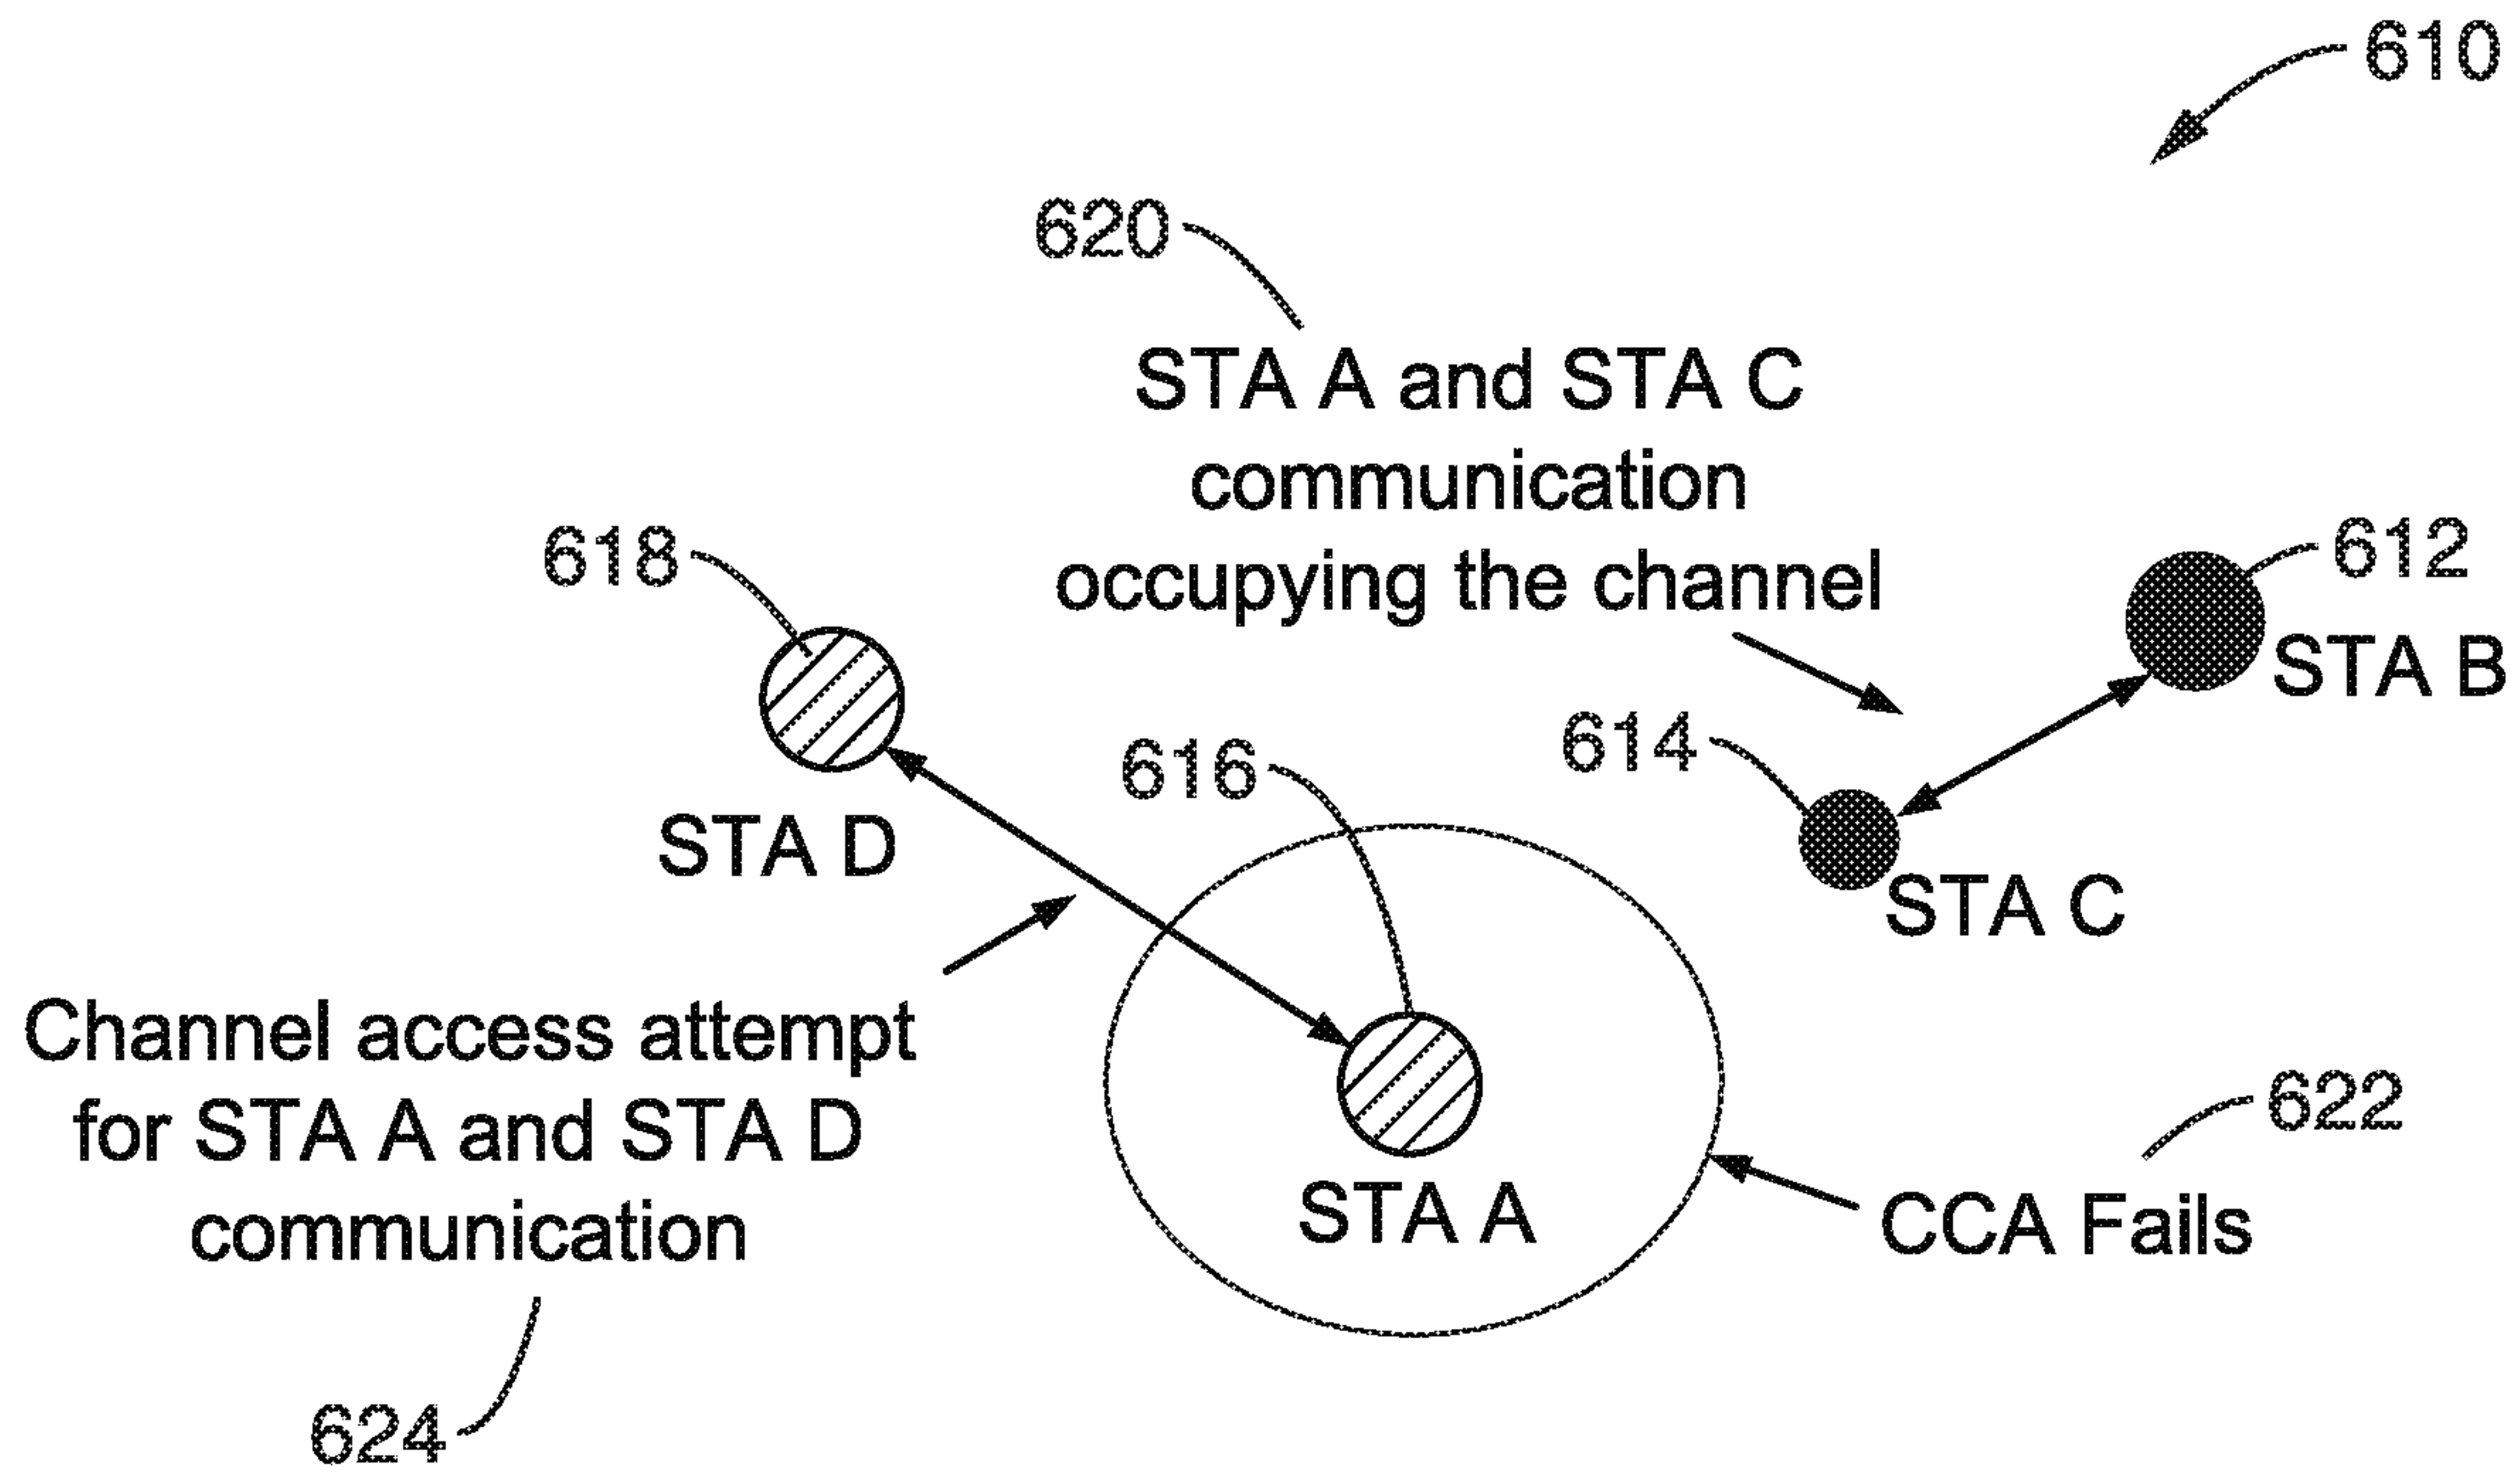 610
620
STA A and STA C
communication
occupying the channel
618
612
STA B
614
616
STA D
STA C
Channel access attempt
for STA A and STA D
communication
622
STA A
CCA Fails
624